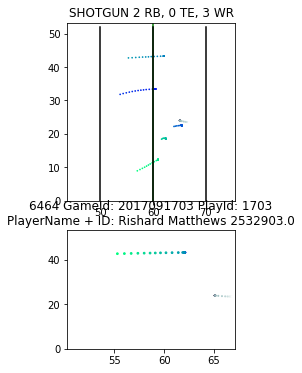 SHOTGUN 2 RB, 0 TE, 3 WR
50
40
30
20
10
0
50 60 70
6464 GameId: 2017091703 PlayId: 1703
PlayerName + ID: Rishard Matthews 2532903.0
40
20
0
55 60 65